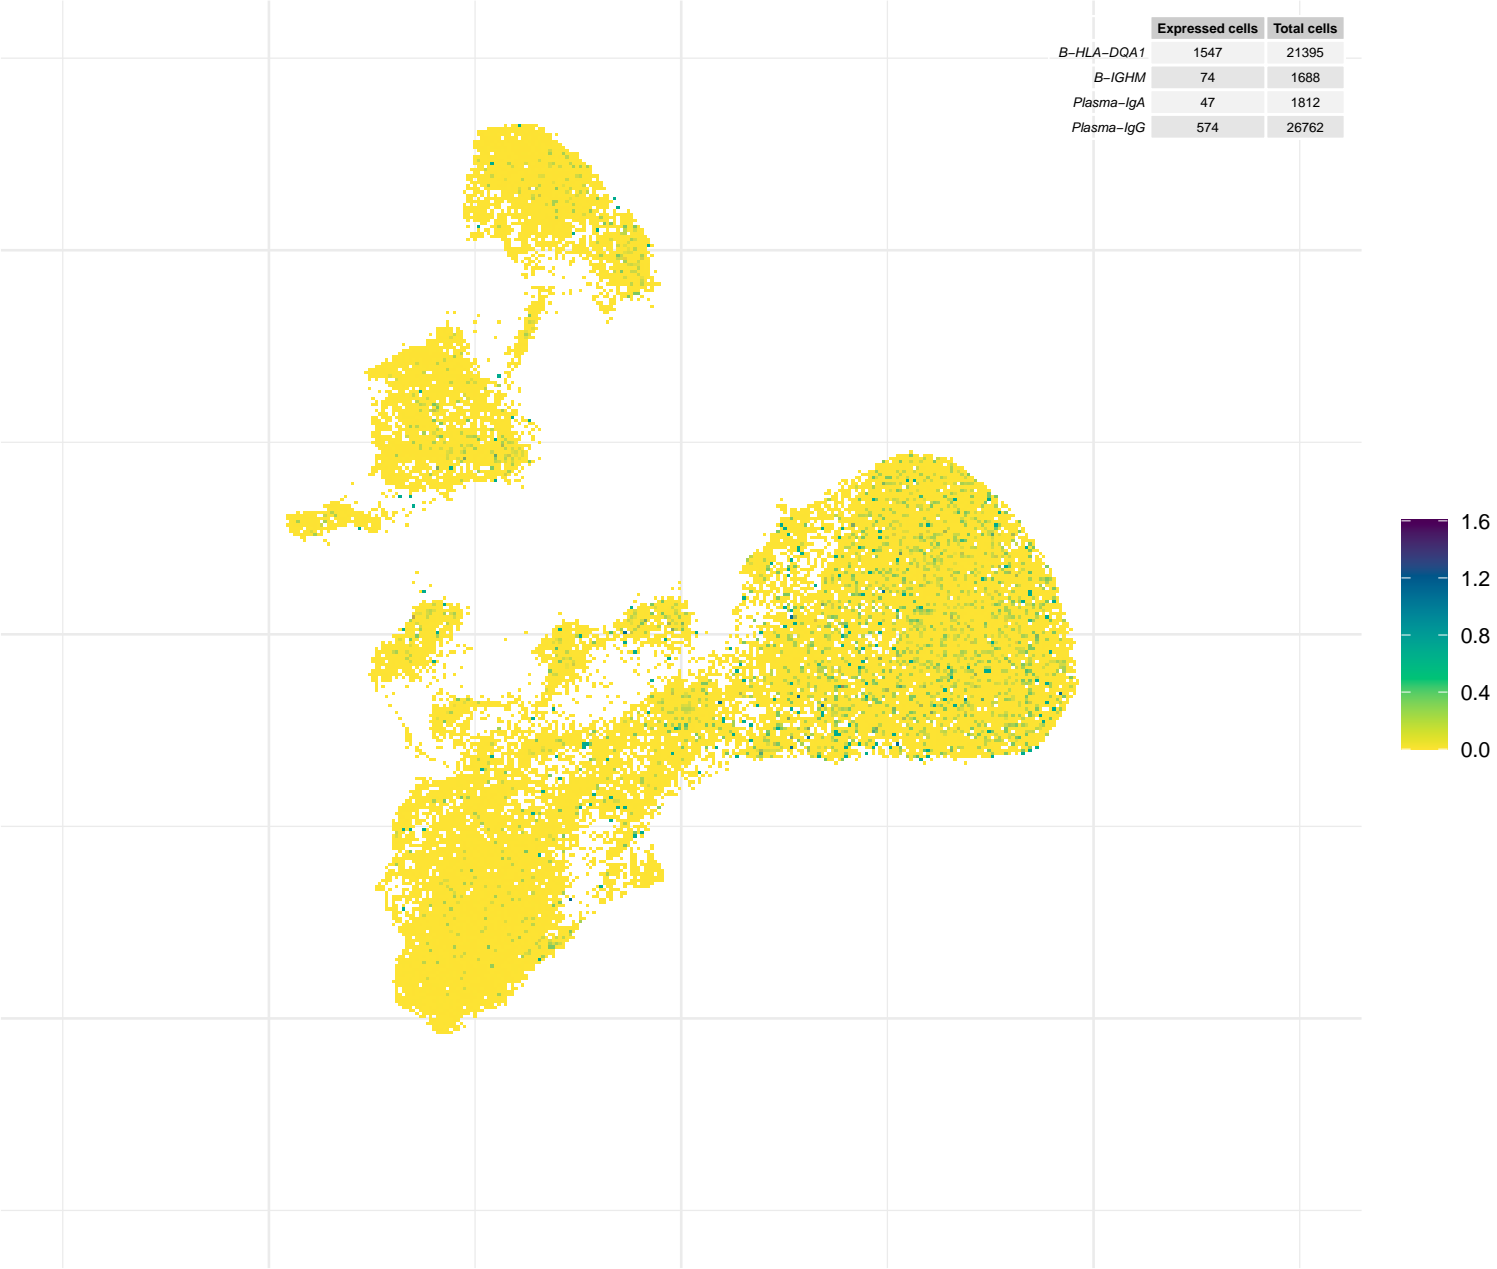 Expressed cells Total cells
B−HLA−DQA1 1547 21395
B−IGHM 74 1688
Plasma−IgA 47 1812
Plasma−IgG 574 26762
1.6
1.2
0.8
0.4
0.0